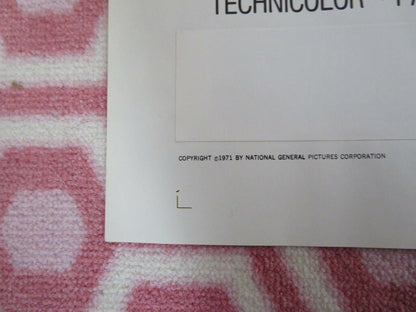 TECHNICOLOR
COPYRIGHT ©1971 BY NATIONAL GENERAL PICTURES CORPORATION